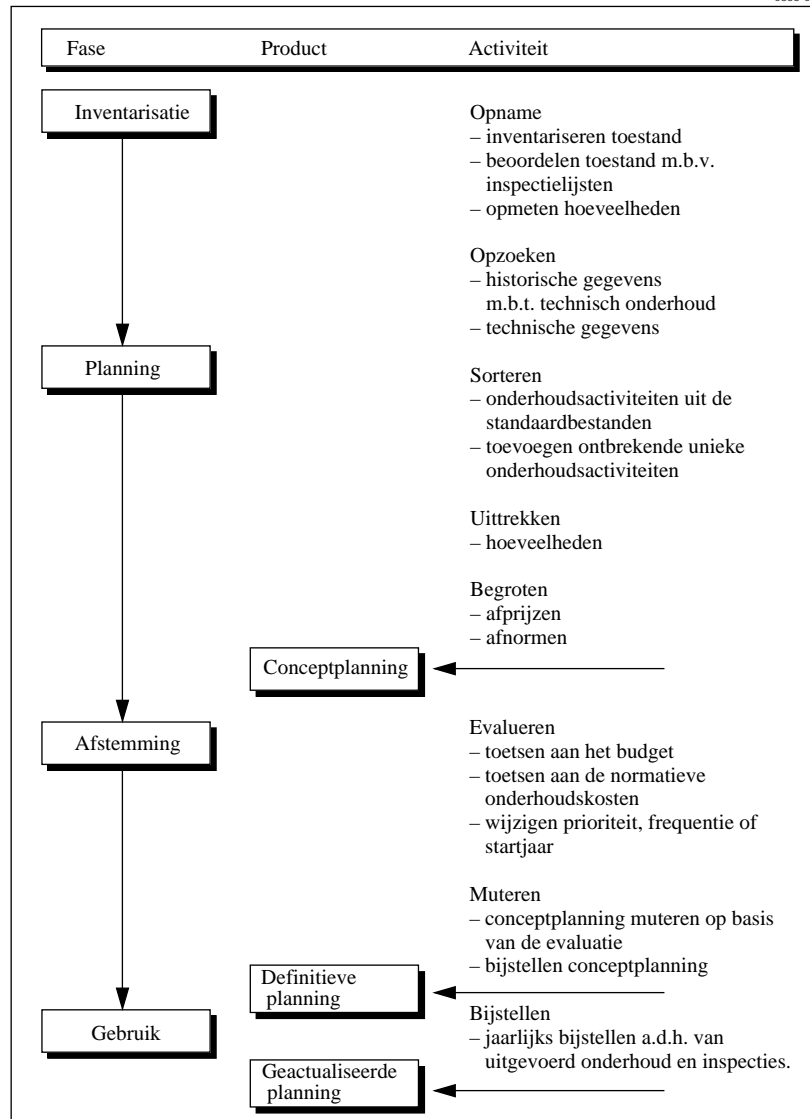 Fase Product Activiteit
Inventarisatie
Opname
– inventariseren toestand
– beoordelen toestand m.b.v.
inspectielijsten
– opmeten hoeveelheden
Opzoeken
– historische gegevens
m.b.t. technisch onderhoud
– technische gegevens
Planning
Sorteren
– onderhoudsactiviteiten uit de
standaardbestanden
– toevoegen ontbrekende unieke
onderhoudsactiviteiten
Uittrekken
– hoeveelheden
Begroten
– afprijzen
– afnormen
Conceptplanning
Afstemming
Evalueren
– toetsen aan het budget
– toetsen aan de normatieve
onderhoudskosten
– wijzigen prioriteit, frequentie of
startjaar
Muteren
– conceptplanning muteren op basis
van de evaluatie
– bijstellen conceptplanning
Definitieve
planning
Gebruik
Bijstellen
– jaarlijks bijstellen a.d.h. van
uitgevoerd onderhoud en inspecties.
Geactualiseerde
planning